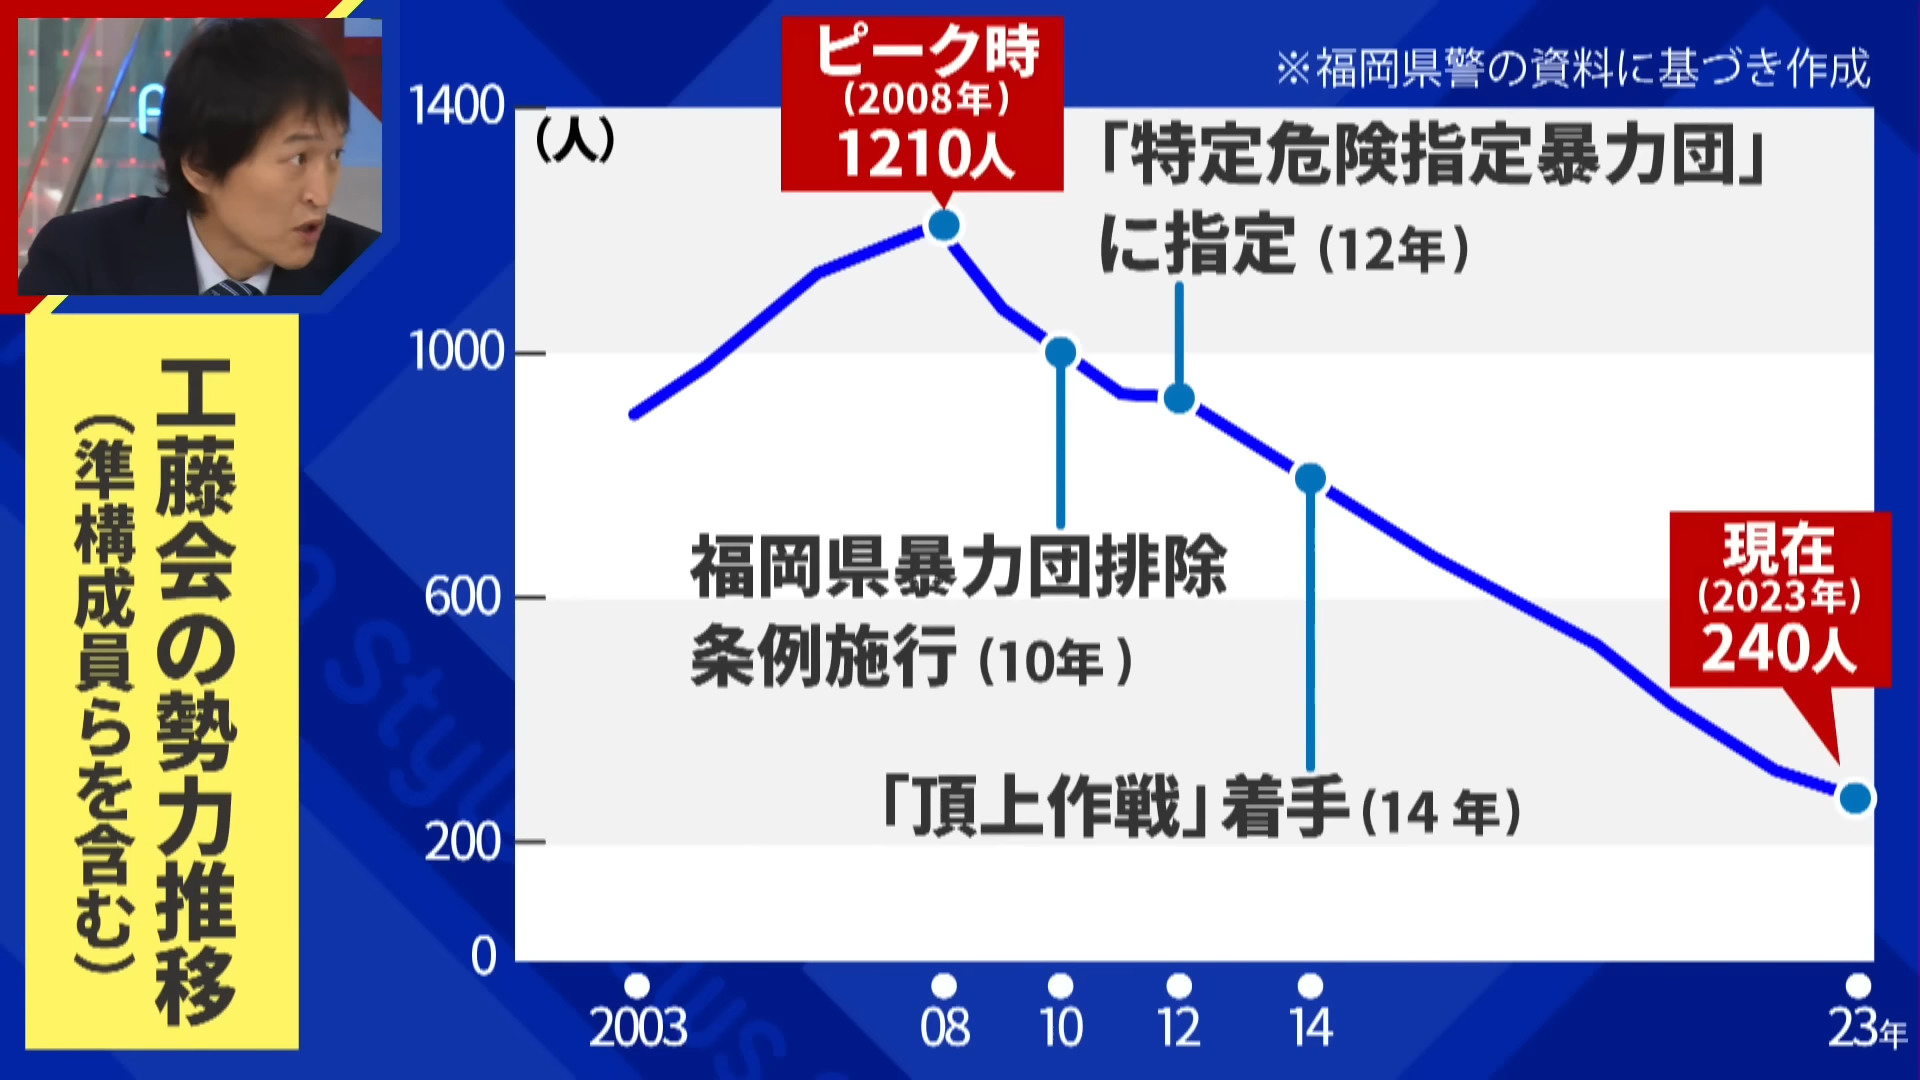 ※福岡県警の資料に基づき作成
工藤会の勢力推移
（準構成員らを含む）
1400
(人)
1000
600
200
0
ピーク時
(2008年)
1210人
「特定危険指定暴力団」
に指定 (12年)
福岡県暴力団排除
条例施行 (10年)
「頂上作戦」着手(14年)
現在
(2023年)
240人
2003
08
10
12
14
23年